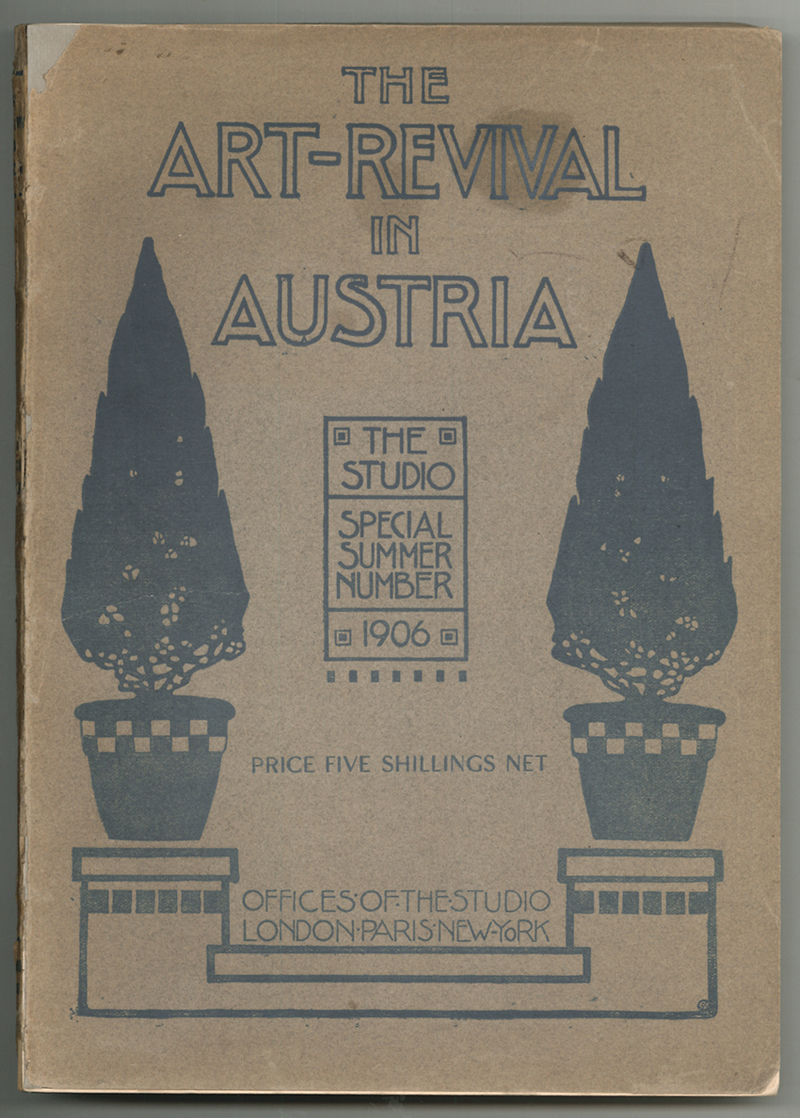 THE
ART-REVIVAL
IN
AUSTRIA
THE
STUDIO
SPECIAL
SUMMER
NUMBER
1906
PRICE FIVE SHILLINGS NET
OFFICES·OF·THE·STUDIO
LONDON·PARIS·NEW-YORK